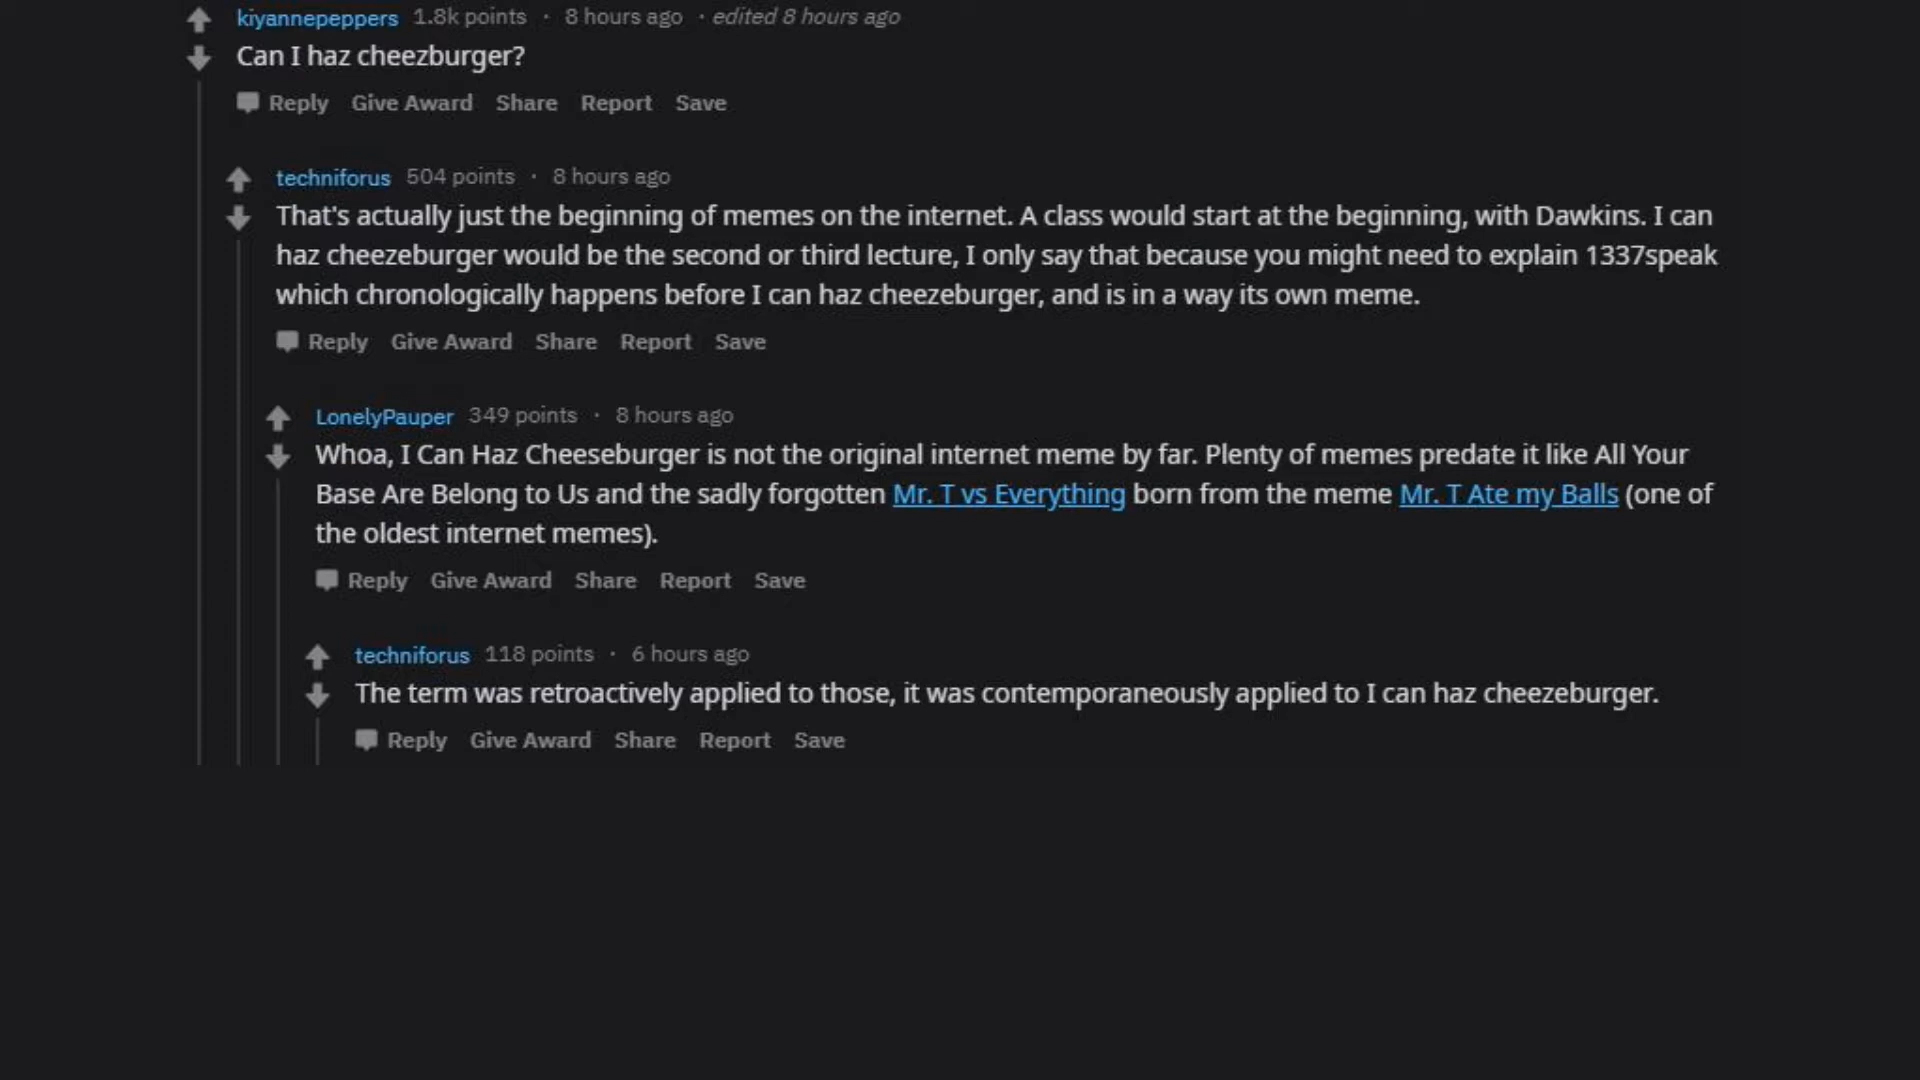 kiyannepeppers 1.8k points · 8 hours ago · edited 8 hours ago
Can I haz cheezburger?
Reply Give Award Share Report Save
techniforus 504 points · 8 hours ago
That's actually just the beginning of memes on the internet. A class would start at the beginning, with Dawkins. I can
haz cheezeburger would be the second or third lecture, I only say that because you might need to explain 1337speak
which chronologically happens before I can haz cheezeburger, and is in a way its own meme.
Reply Give Award Share Report Save
LonelyPauper 349 points · 8 hours ago
Whoa, I Can Haz Cheeseburger is not the original internet meme by far. Plenty of memes predate it like All Your
Base Are Belong to Us and the sadly forgotten Mr. T vs Everything born from the meme Mr. T Ate my Balls (one of
the oldest internet memes).
Reply Give Award Share Report Save
techniforus 118 points · 6 hours ago
The term was retroactively applied to those, it was contemporaneously applied to I can haz cheezeburger.
Reply Give Award Share Report Save